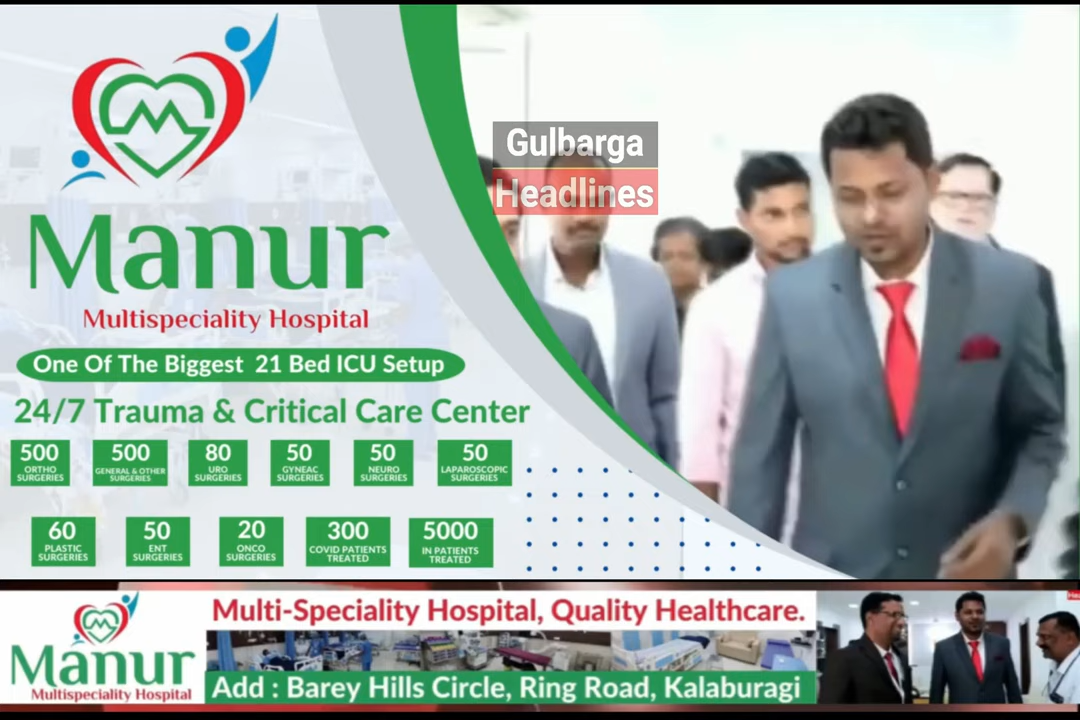 Gulbarga
Headlines
Manur
Multispeciality Hospital
One Of The Biggest 21 Bed ICU Setup
24/7 Trauma & Critical Care Center
500
ORTHO
SURGERIES
500
GENERAL & OTHER
SURGERIES
80
URO
SURGERIES
50
GYNEAC
SURGERIES
50
NEURO
SURGERIES
50
LAPAROSCOPIC
SURGERIES
60
PLASTIC
SURGERIES
50
ENT
SURGERIES
20
ONCO
SURGERIES
300
COVID PATIENTS
TREATED
5000
IN PATIENTS
TREATED
Manur
Multispeciality Hospital
Multi-Speciality Hospital, Quality Healthcare.
Add : Barey Hills Circle, Ring Road, Kalaburagi